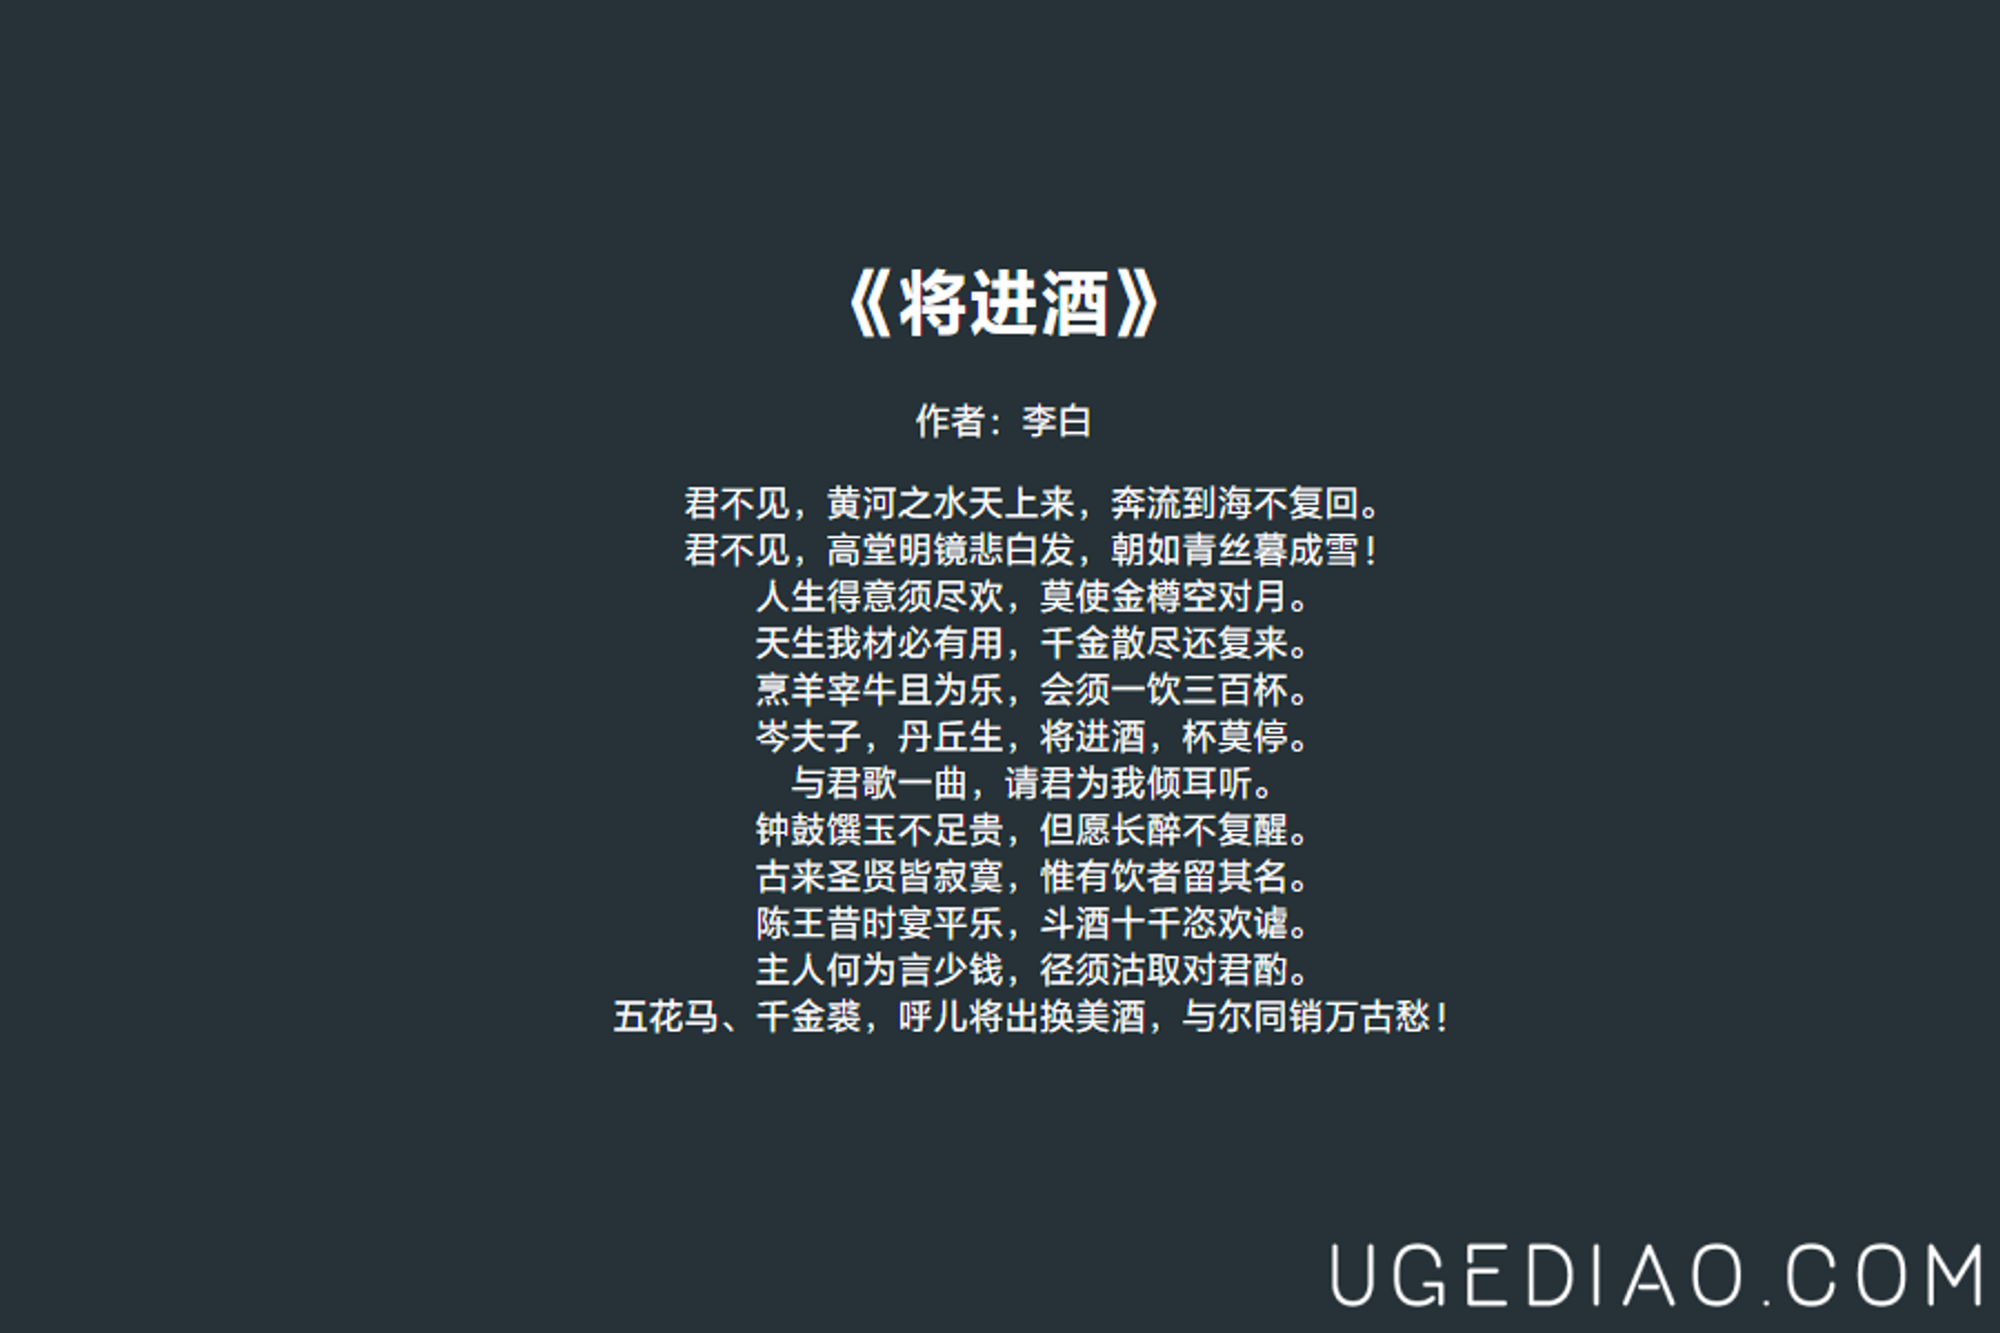 《将进酒》
作者：李白
君不见，黄河之水天上来，奔流到海不复回。
君不见，高堂明镜悲白发，朝如青丝暮成雪！
人生得意须尽欢，莫使金樽空对月。
天生我材必有用，千金散尽还复来。
烹羊宰牛且为乐，会须一饮三百杯。
岑夫子，丹丘生，将进酒，杯莫停。
与君歌一曲，请君为我倾耳听。
钟鼓馔玉不足贵，但愿长醉不复醒。
古来圣贤皆寂寞，惟有饮者留其名。
陈王昔时宴平乐，斗酒十千恣欢谑。
主人何为言少钱，径须沽取对君酌。
五花马、千金裘，呼儿将出换美酒，与尔同销万古愁！
UGEDIAO.COM